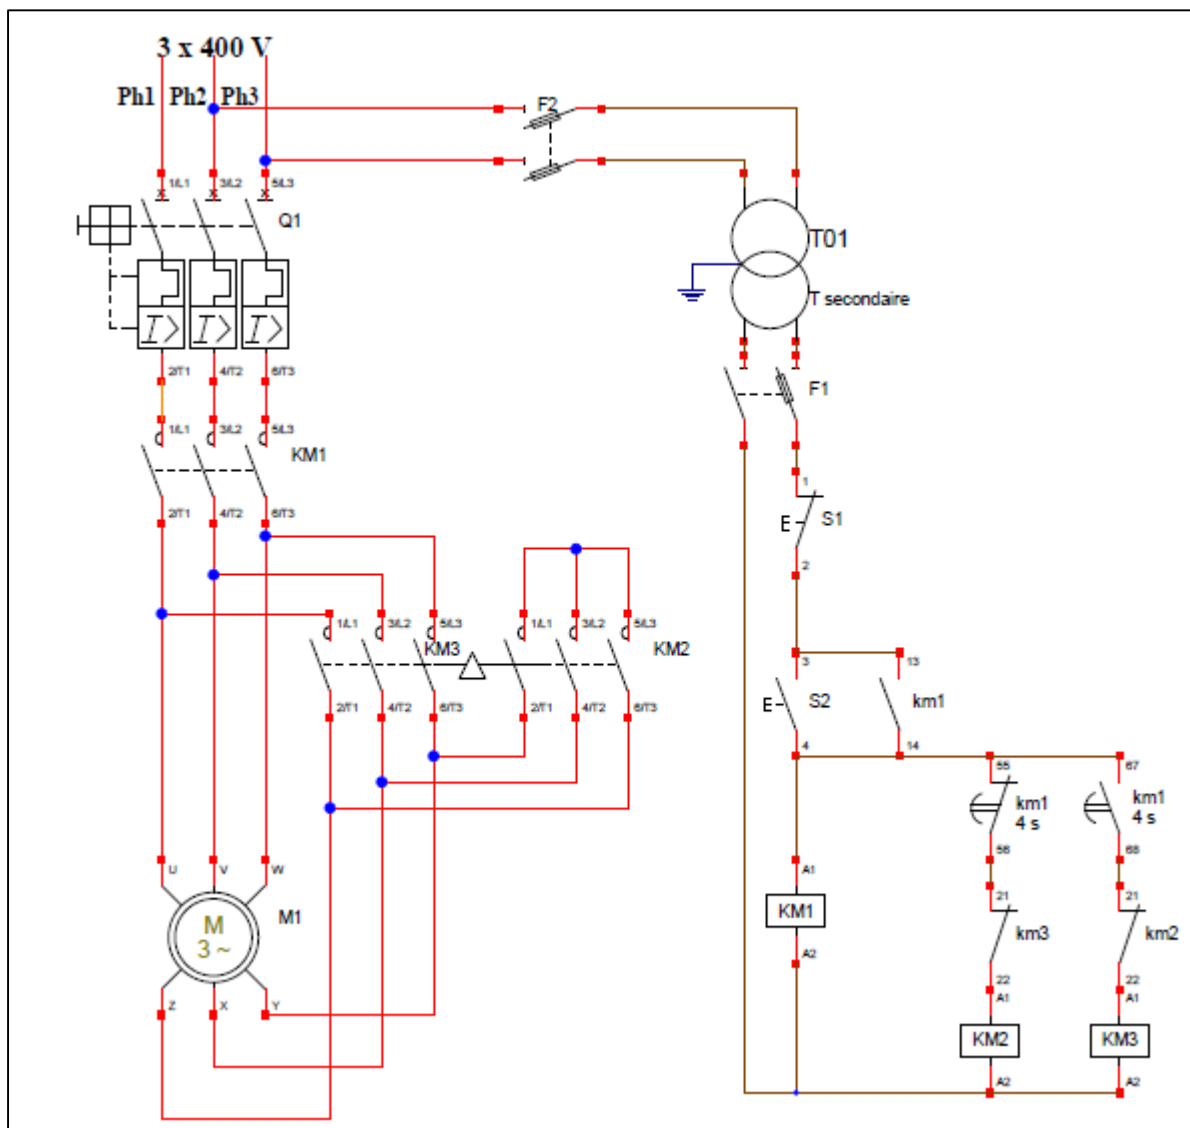 3 x 400 V
Ph1 Ph2 Ph3
F2
1/L1 3/L2 5/L3
Q1
T01
T secondaire
I> I> I>
2/T1 4/T2 6/T3
F1
1/L1 3/L2 5/L3
KM1
2/T1 4/T2 6/T3
1
E S1
2
1/L1 3/L2 5/L3 1/L1 3/L2 5/L3
KM3 KM2
2/T1 4/T2 6/T3 2/T1 4/T2 6/T3
3 13
E S2 km1
4 14
55 67
km1 km1
4 s 4 s
56 68
U V W
M
3 ~
M1
Z X Y
A1
KM1
A2
21 21
km3 km2
22 22
A1 A1
KM2 KM3
A2 A2